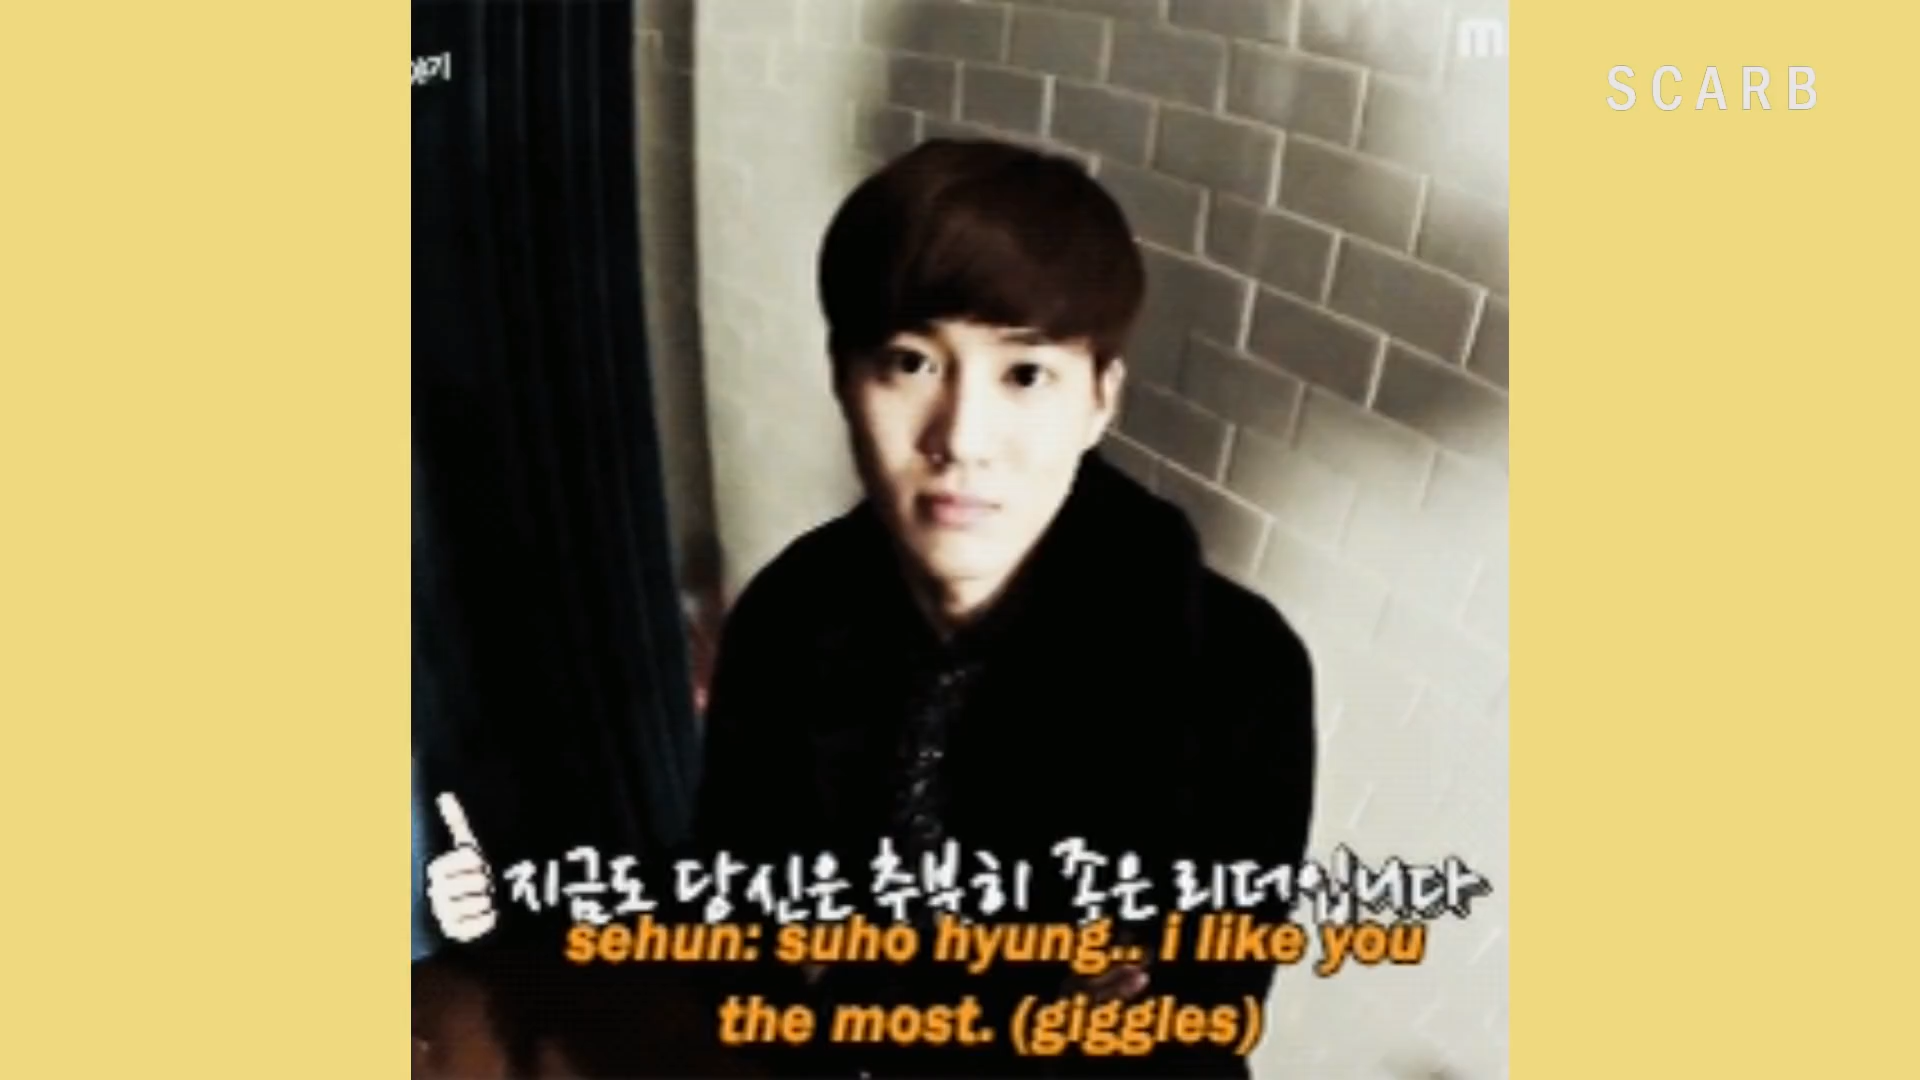 SCARB
지금도 당신은 충분히 좋은 리더입니다
sehun: suho hyung.. i like you
the most. (giggles)